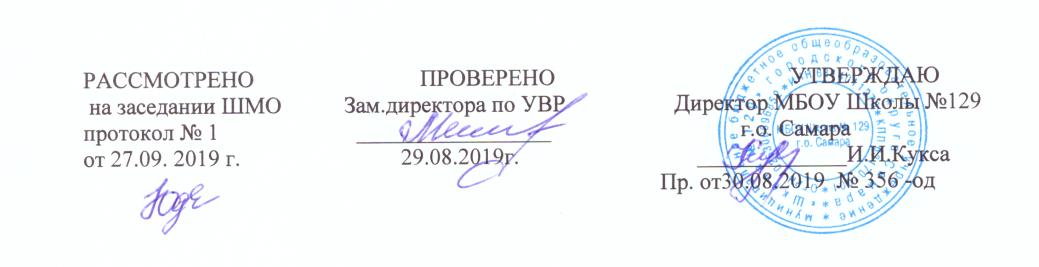 РАССМОТРЕНО
на заседании ШМО
протокол № 1
от 27.09. 2019 г.
ПРОВЕРЕНО
Зам.директора по УВР
29.08.2019г.
УТВЕРЖДАЮ
Директор МБОУ Школы №129
г.о. Самара
И.И.Кукса
Пр. от30.08.2019 № 356 -од